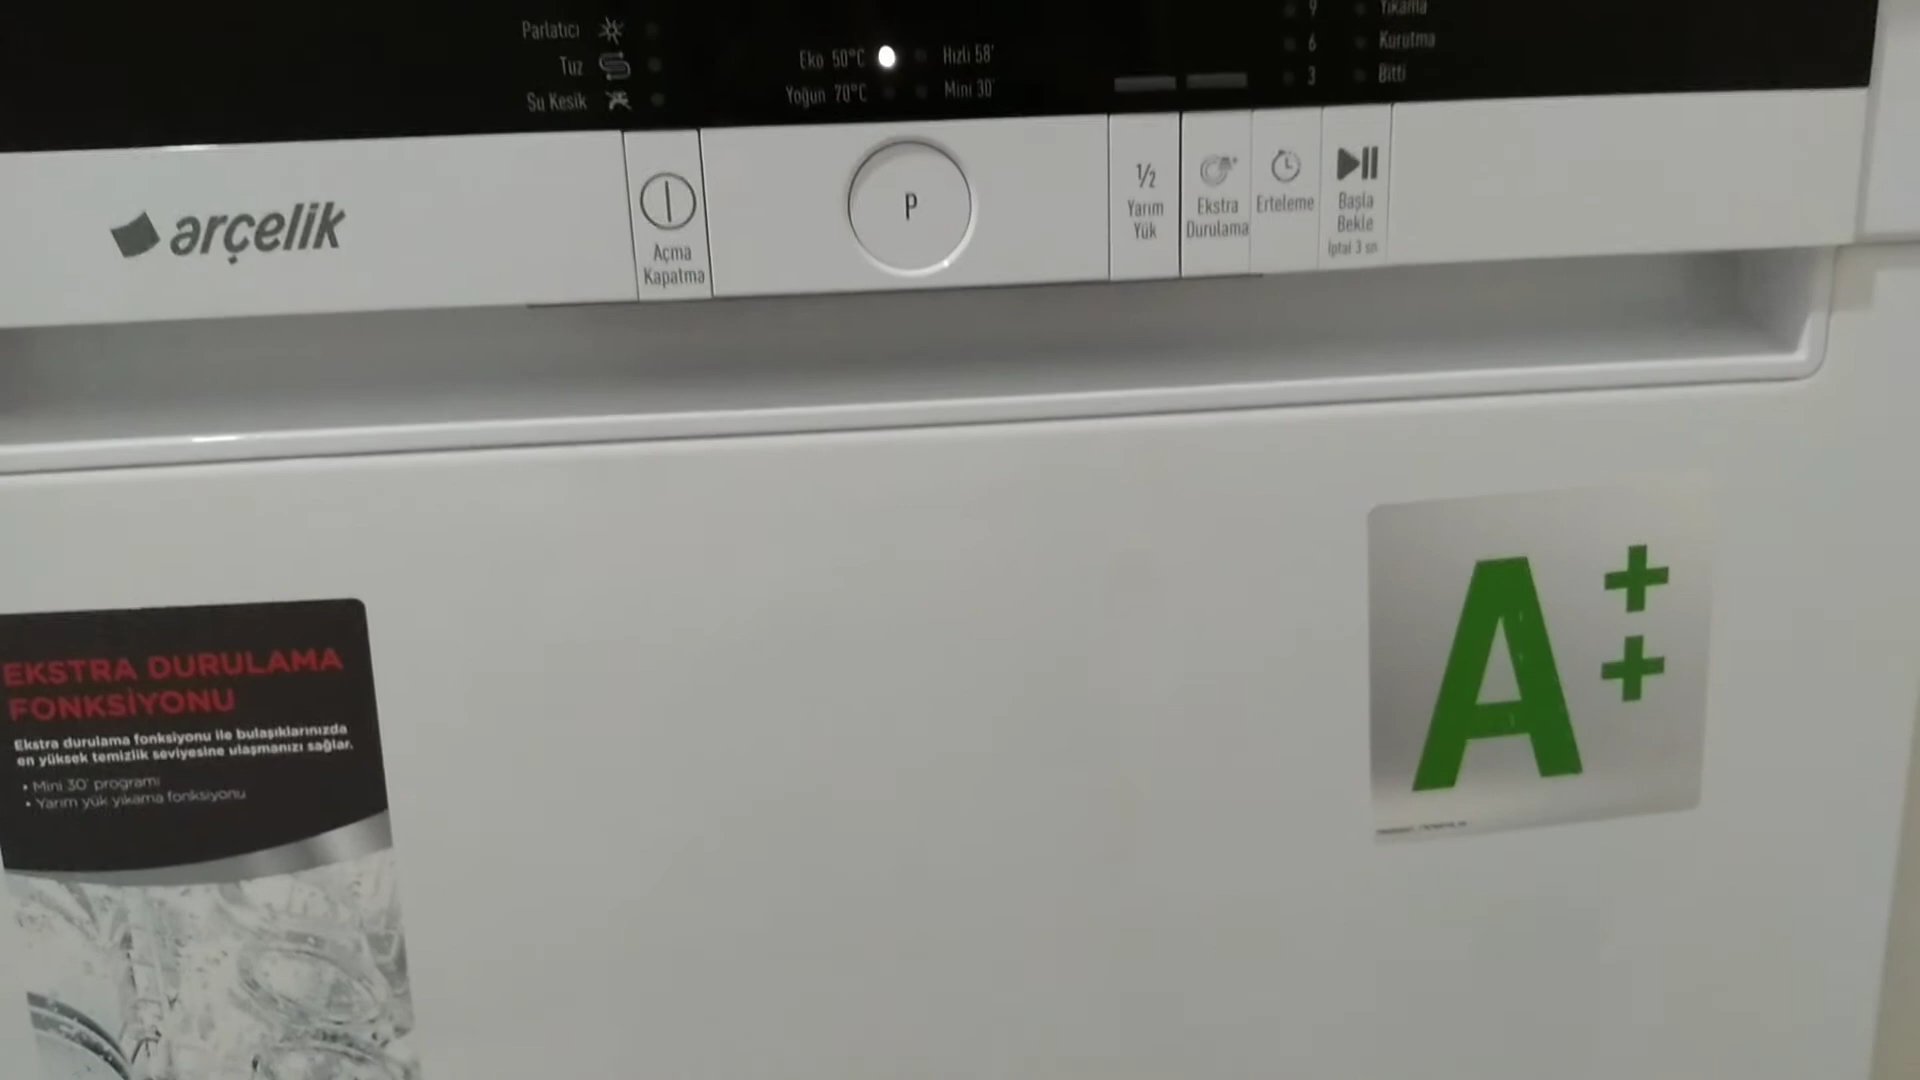 Parlatıcı
Tuz
Su Kesik
Eko 50°C
Yoğun 70°C
Hızlı 58'
Mini 30'
9
6
3
Yıkama
Kurutma
Bitti
arçelik
Açma
Kapatma
P
½
Yarım
Yük
Ekstra
Durulama
Erteleme
Başla
Bekle
İptal 3 sn.
EKSTRA DURULAMA
FONKSİYONU
Ekstra durulama fonksiyonu ile bulaşıklarınızda
en yüksek temizlik seviyesine ulaşmanızı sağlar.
• Mini 30' programı
• Yarım yük yıkama fonksiyonu
A++